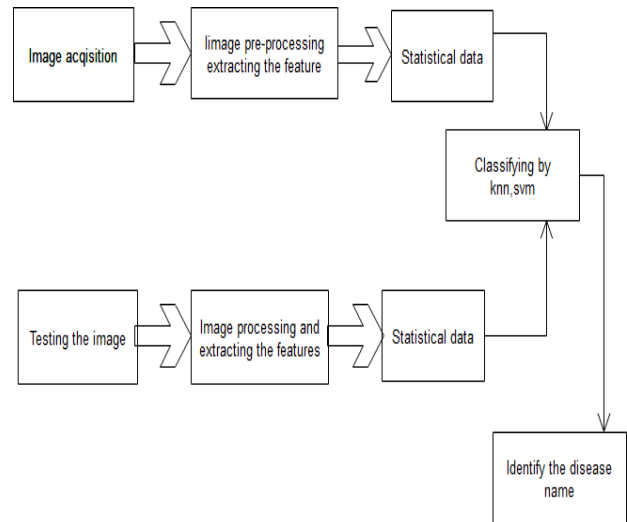 Image acqisition
Iimage pre-processing
extracting the feature
Statistical data
Classifying by
knn,svm
Testing the image
Image processing and
extracting the features
Statistical data
Identify the disease
name